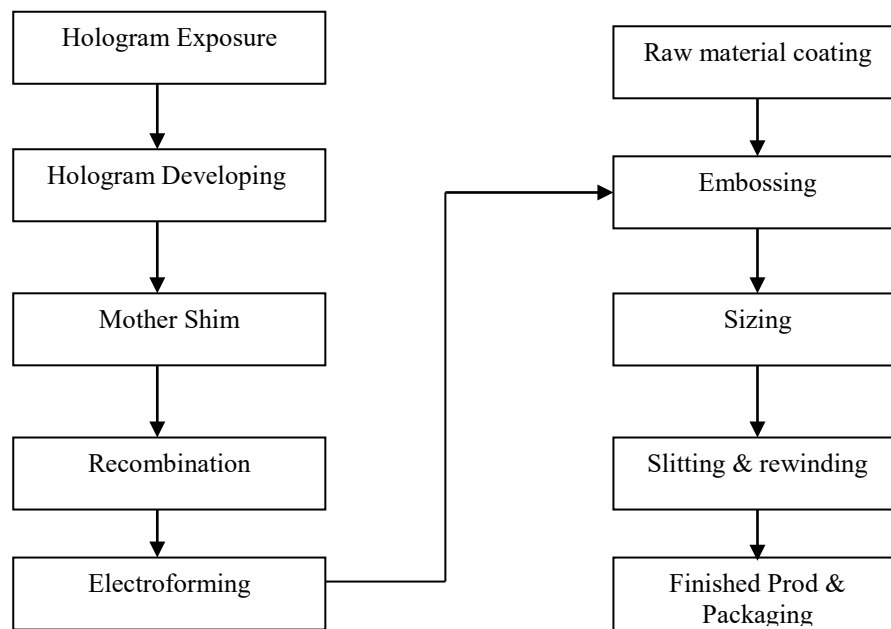 Hologram Exposure
Hologram Developing
Mother Shim
Recombination
Electroforming
Raw material coating
Embossing
Sizing
Slitting & rewinding
Finished Prod &
Packaging